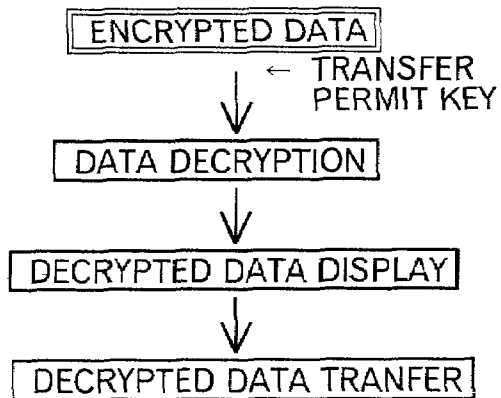 ENCRYPTED DATA
← TRANSFER
PERMIT KEY
DATA DECRYPTION
DECRYPTED DATA DISPLAY
DECRYPTED DATA TRANFER